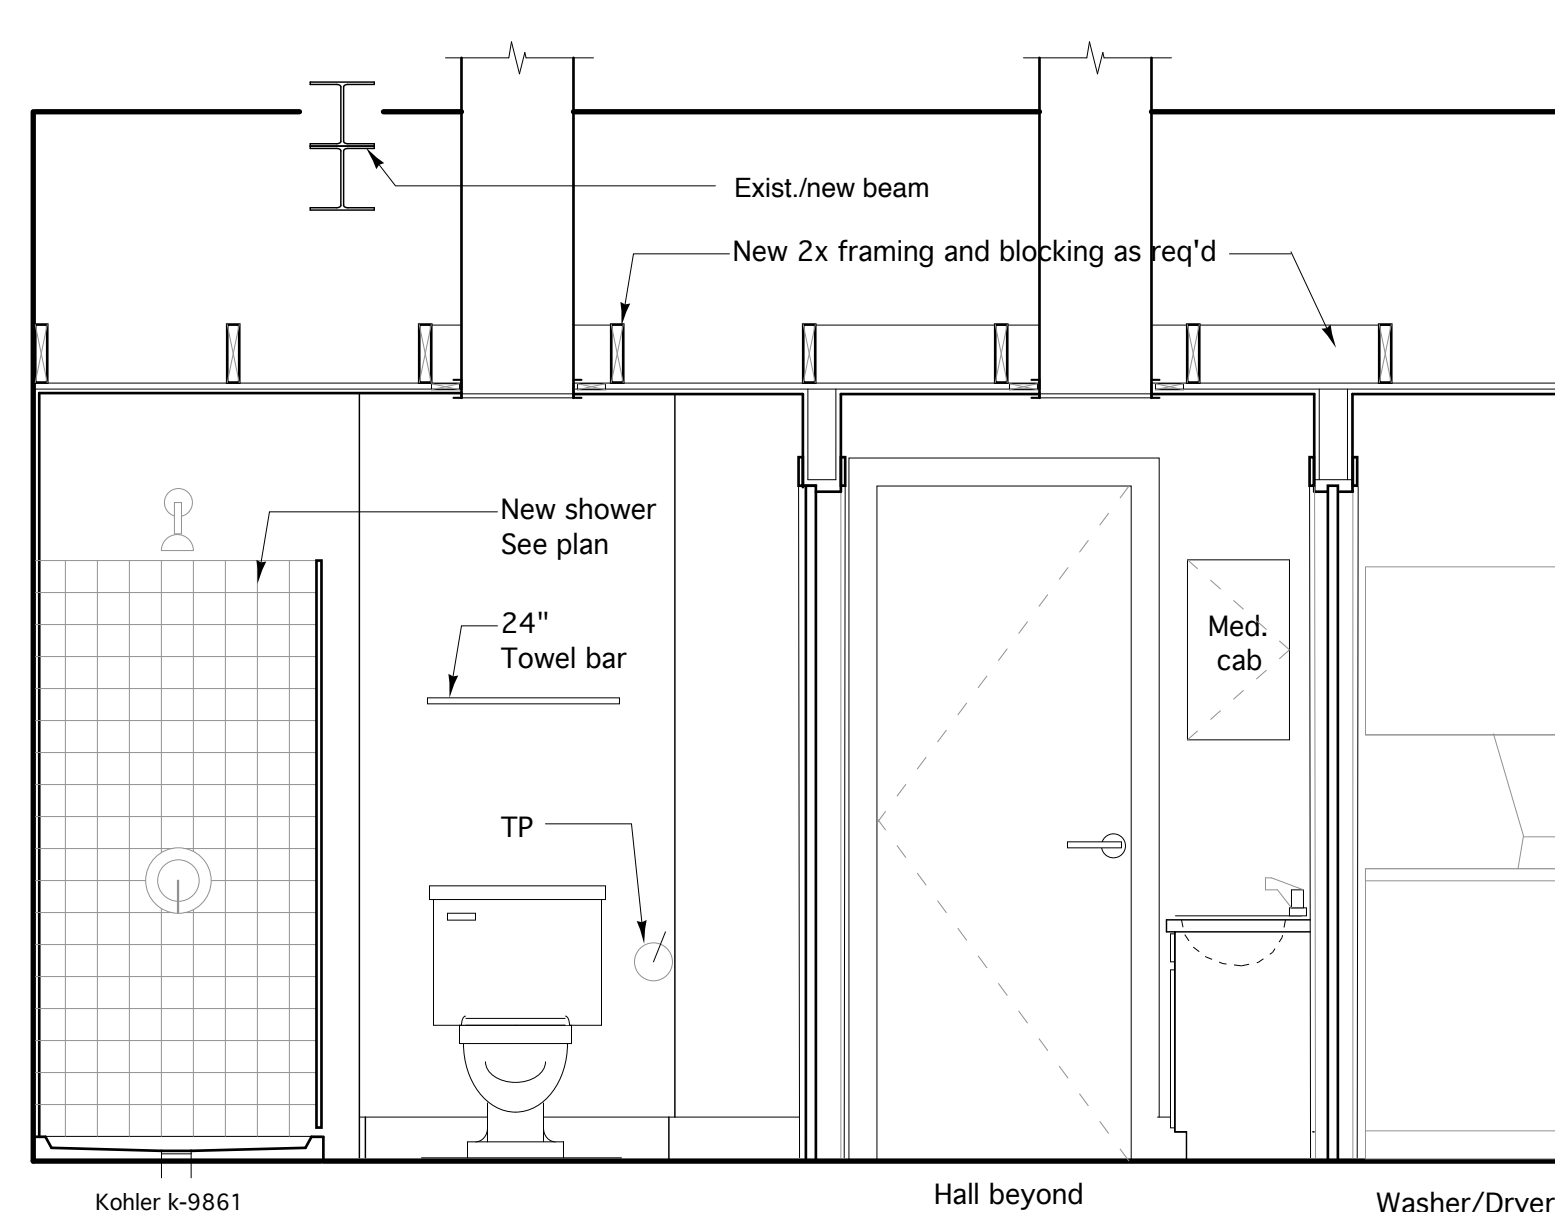 Exist./new beam
New 2x framing and blocking as req'd
New shower
See plan
24"
Towel bar
Med.
cab
TP
Kohler k-9861
Hall beyond
Washer/Dryer